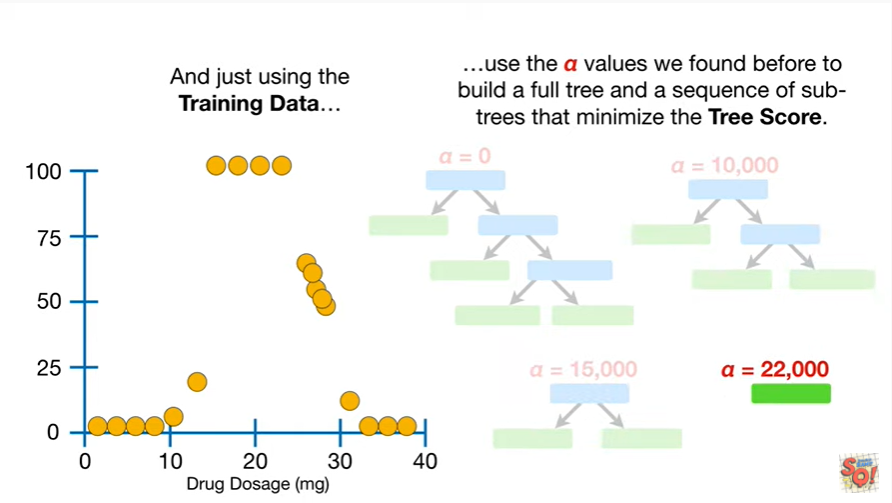 And just using the
Training Data…
…use the α values we found before to
build a full tree and a sequence of sub-
trees that minimize the Tree Score.
α = 0
α = 10,000
α = 15,000
α = 22,000
100
75
50
25
0
0 10 20 30 40
Drug Dosage (mg)
SQ!